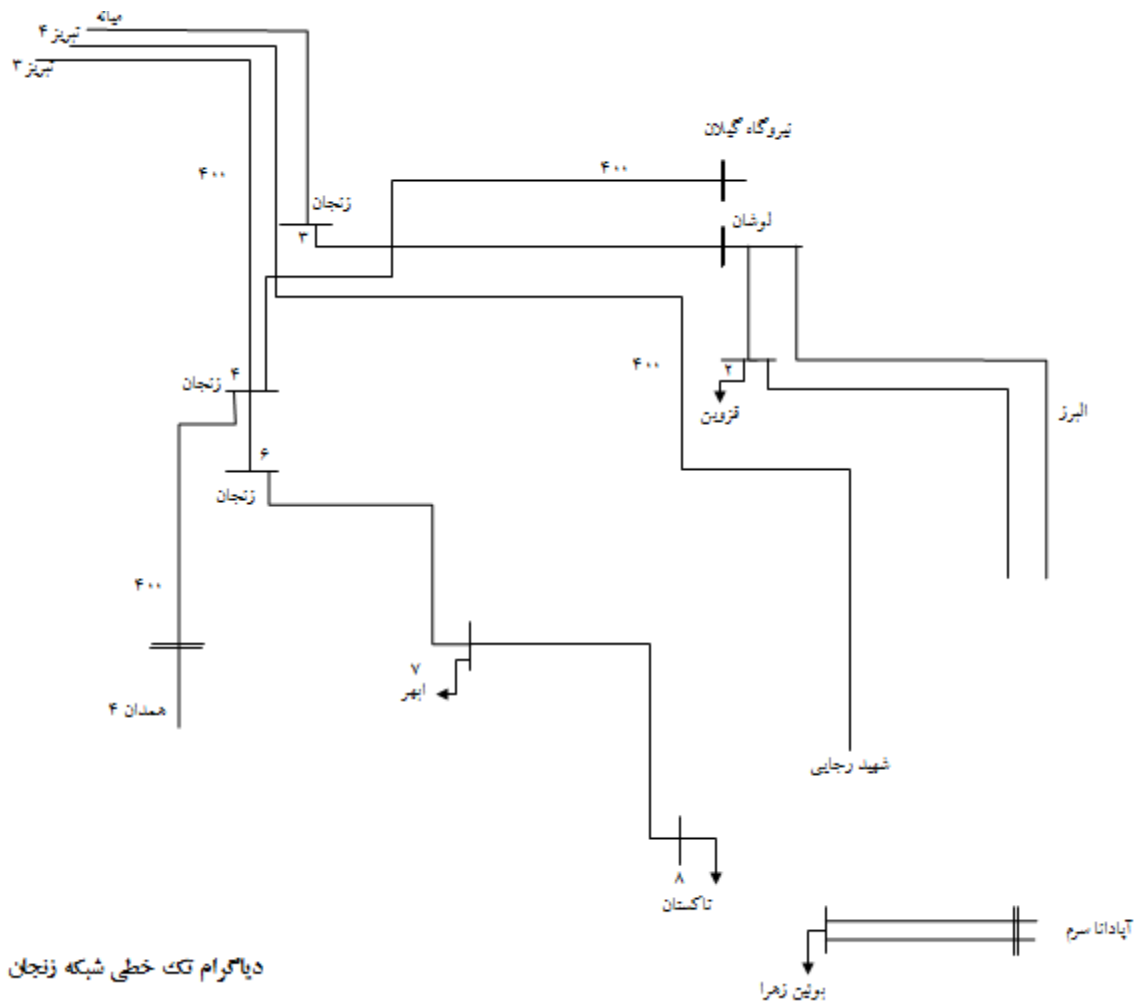 میانه
تبریز ۴
تبریز ۳
نیروگاه گیلان
۴۰۰
۴۰۰
زنجان
لوشان
۳
۴۰۰
۲
۴
زنجان
قزوین
البرز
۶
زنجان
۴۰۰
۷
ابهر
همدان ۴
شهید رجایی
۸
تاکستان
آپادانا سرم
دیاگرام تک خطی شبکه زنجان
بوئین زهرا